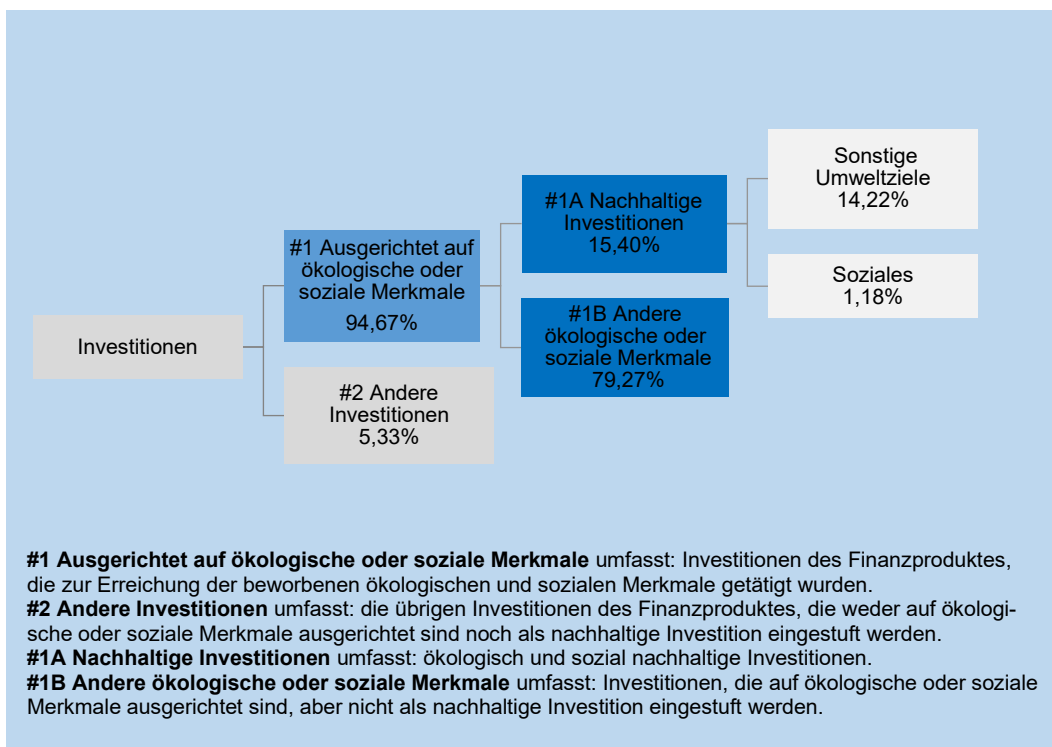 Investitionen
#1 Ausgerichtet auf
ökologische oder
soziale Merkmale
94,67%
#2 Andere
Investitionen
5,33%
#1A Nachhaltige
Investitionen
15,40%
#1B Andere
ökologische oder
soziale Merkmale
79,27%
Sonstige
Umweltziele
14,22%
Soziales
1,18%
#1 Ausgerichtet auf ökologische oder soziale Merkmale umfasst: Investitionen des Finanzproduktes,
die zur Erreichung der beworbenen ökologischen und sozialen Merkmale getätigt wurden.
#2 Andere Investitionen umfasst: die übrigen Investitionen des Finanzproduktes, die weder auf ökologi-
sche oder soziale Merkmale ausgerichtet sind noch als nachhaltige Investition eingestuft werden.
#1A Nachhaltige Investitionen umfasst: ökologisch und sozial nachhaltige Investitionen.
#1B Andere ökologische oder soziale Merkmale umfasst: Investitionen, die auf ökologische oder soziale
Merkmale ausgerichtet sind, aber nicht als nachhaltige Investition eingestuft werden.